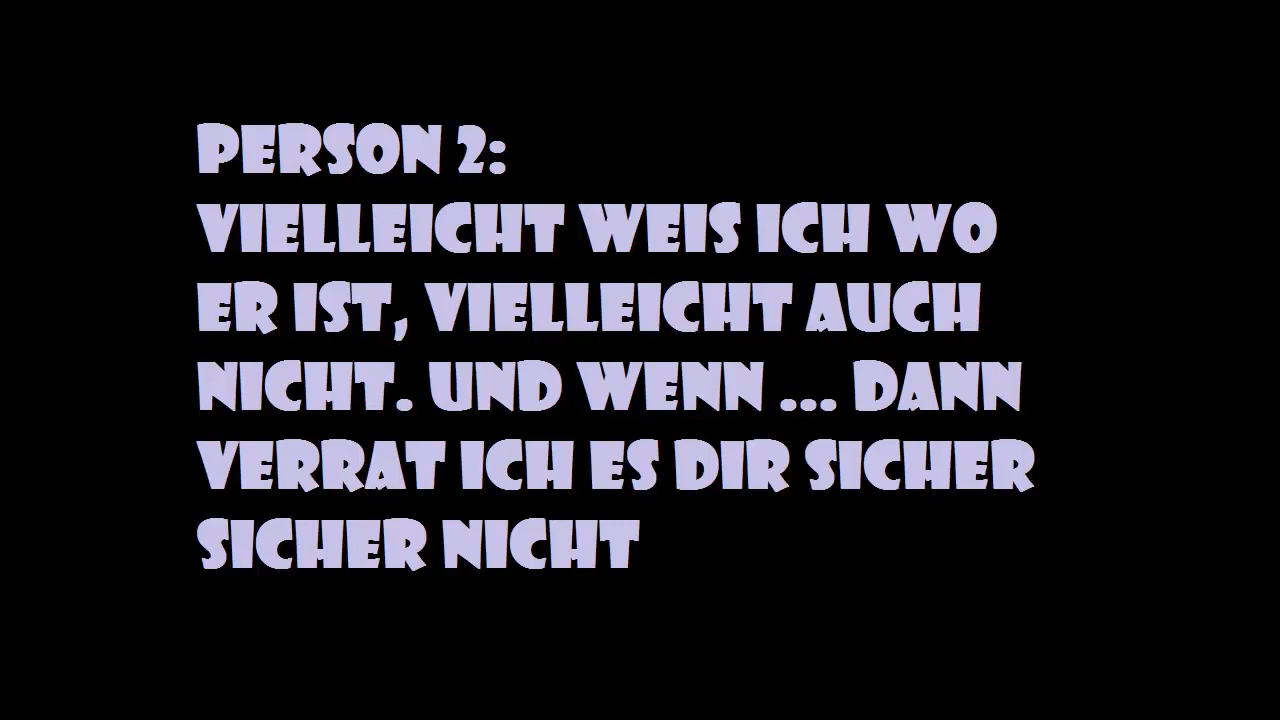 PERSON 2:
VIELLEICHT WEIS ICH WO
ER IST, VIELLEICHT AUCH
NICHT. UND WENN ... DANN
VERRAT ICH ES DIR SICHER
SICHER NICHT